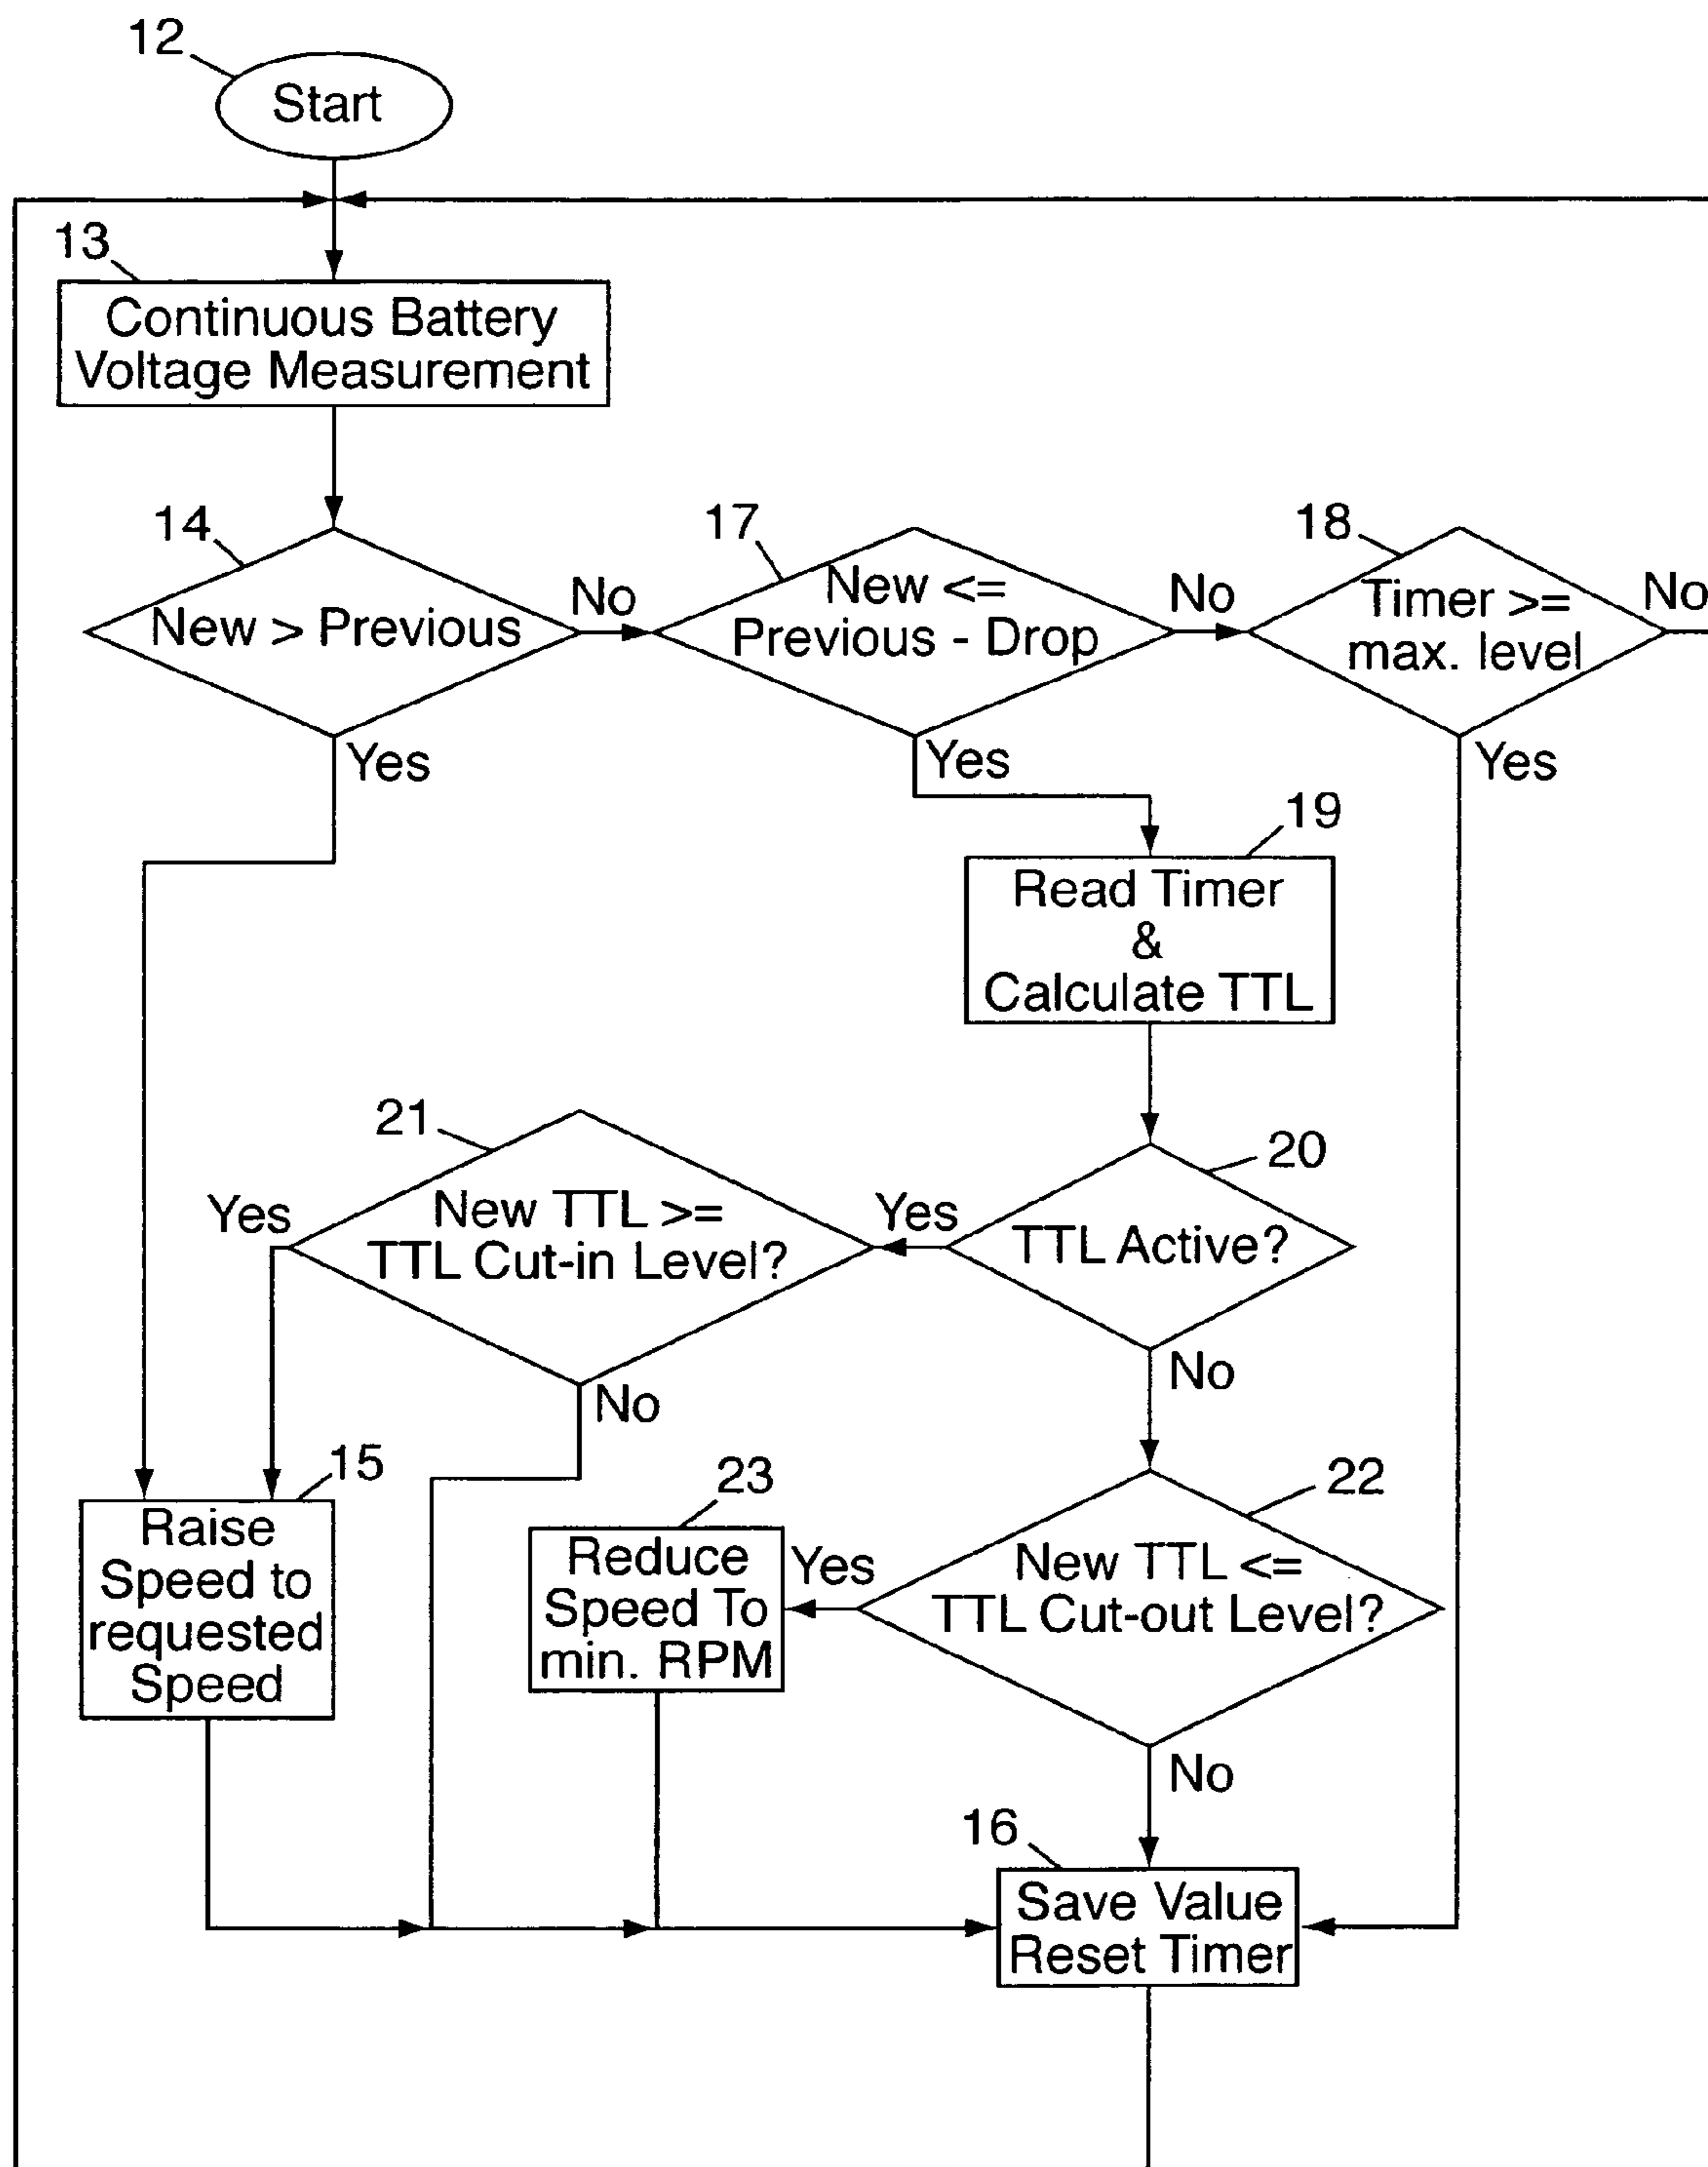 12
Start
13
Continuous Battery
Voltage Measurement
14
New > Previous
No
Yes
17
New <=
Previous - Drop
No
Yes
18
Timer >=
max. level
No
Yes
19
Read Timer
&
Calculate TTL
20
TTL Active?
Yes
No
21
New TTL >=
TTL Cut-in Level?
Yes
No
15
Raise
Speed to
requested
Speed
23
Reduce
Speed To
min. RPM
Yes
22
New TTL <=
TTL Cut-out Level?
No
16
Save Value
Reset Timer